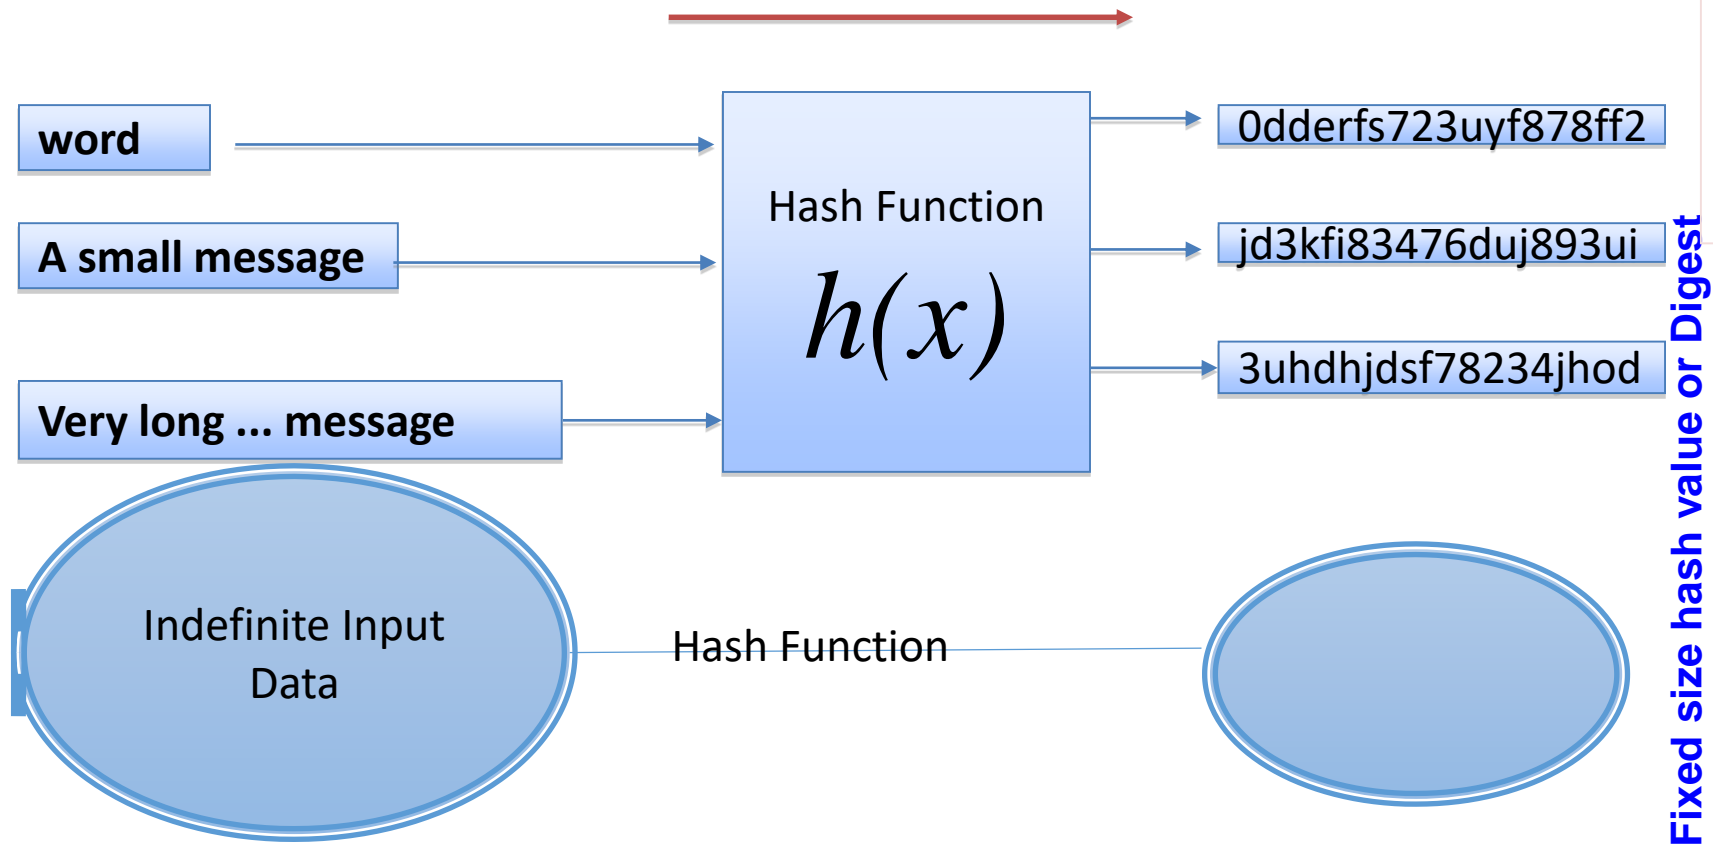 word
A small message
Very long ... message
Hash Function
h(x)
0dderfs723uyf878ff2
jd3kfi83476duj893ui
3uhdhjdsf78234jhod
Fixed size hash value or Digest
Indefinite Input
Data
Hash Function